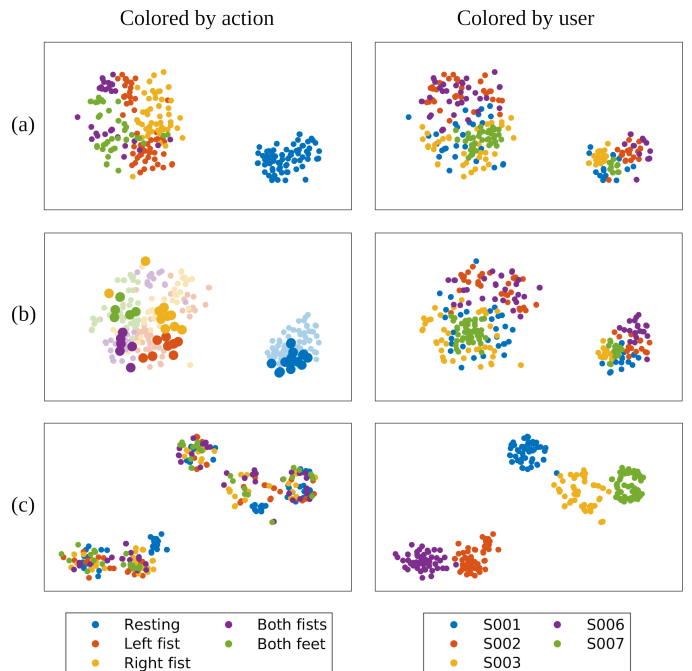 Colored by action
Colored by user
(a)
(b)
(c)
Resting
Left fist
Right fist
Both fists
Both feet
S001
S002
S003
S006
S007